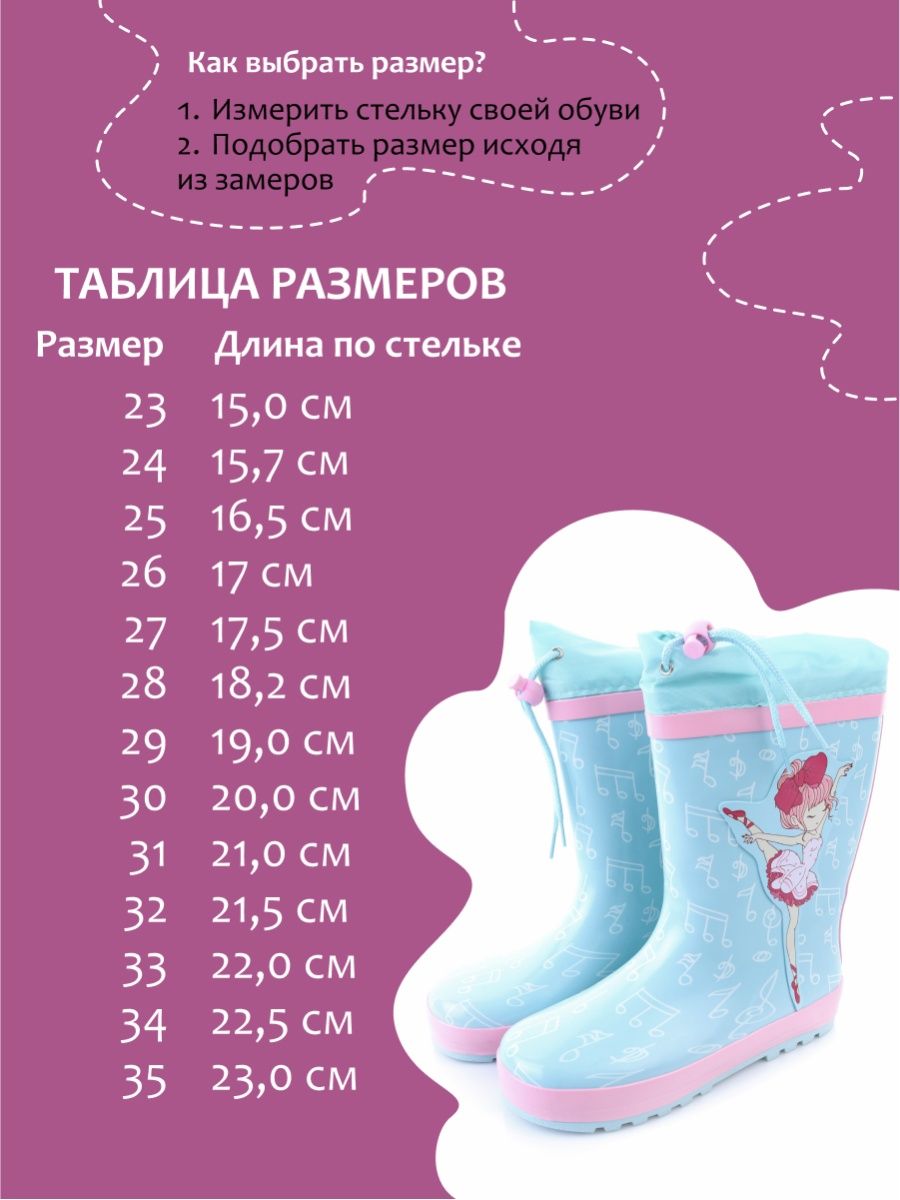 Как выбрать размер?
1. Измерить стельку своей обуви
2. Подобрать размер исходя
из замеров
ТАБЛИЦА РАЗМЕРОВ
Размер Длина по стельке
23 15,0 см
24 15,7 см
25 16,5 см
26 17 см
27 17,5 см
28 18,2 см
29 19,0 см
30 20,0 см
31 21,0 см
32 21,5 см
33 22,0 см
34 22,5 см
35 23,0 см